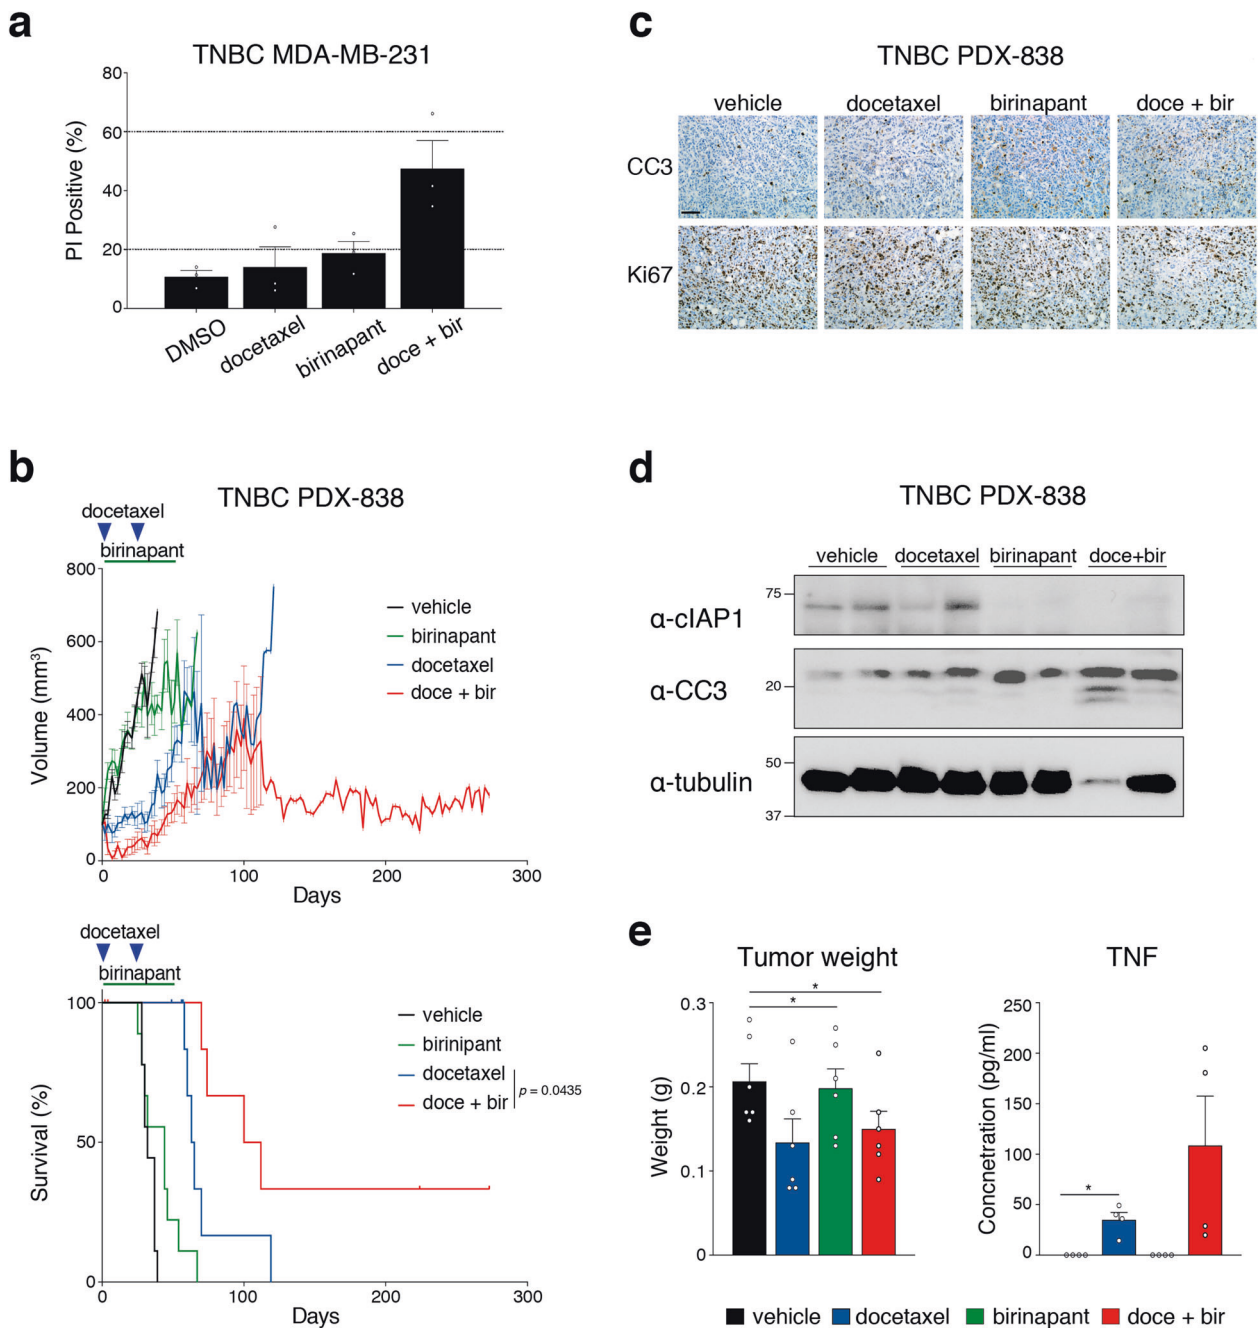 a
TNBC MDA-MB-231
PI Positive (%)
80
60
40
20
0
DMSO
docetaxel
birinapant
doce + bir
b
TNBC PDX-838
docetaxel
birinapant
Volume (mm³)
800
600
400
200
0
vehicle
birinapant
docetaxel
doce + bir
0 100 200 300
Days
docetaxel
birinapant
Survival (%)
100
50
0
vehicle
birinipant
docetaxel
doce + bir
p = 0.0435
0 100 200 300
Days
c
TNBC PDX-838
vehicle docetaxel birinapant doce + bir
CC3
Ki67
d
TNBC PDX-838
vehicle docetaxel birinapant doce+bir
75
α-cIAP1
α-CC3
20
50
α-tubulin
37
e
Tumor weight
Weight (g)
0.3
0.2
0.1
0
*
*
TNF
Concnetration (pg/ml)
250
200
150
100
50
0
*
vehicle docetaxel birinapant doce + bir